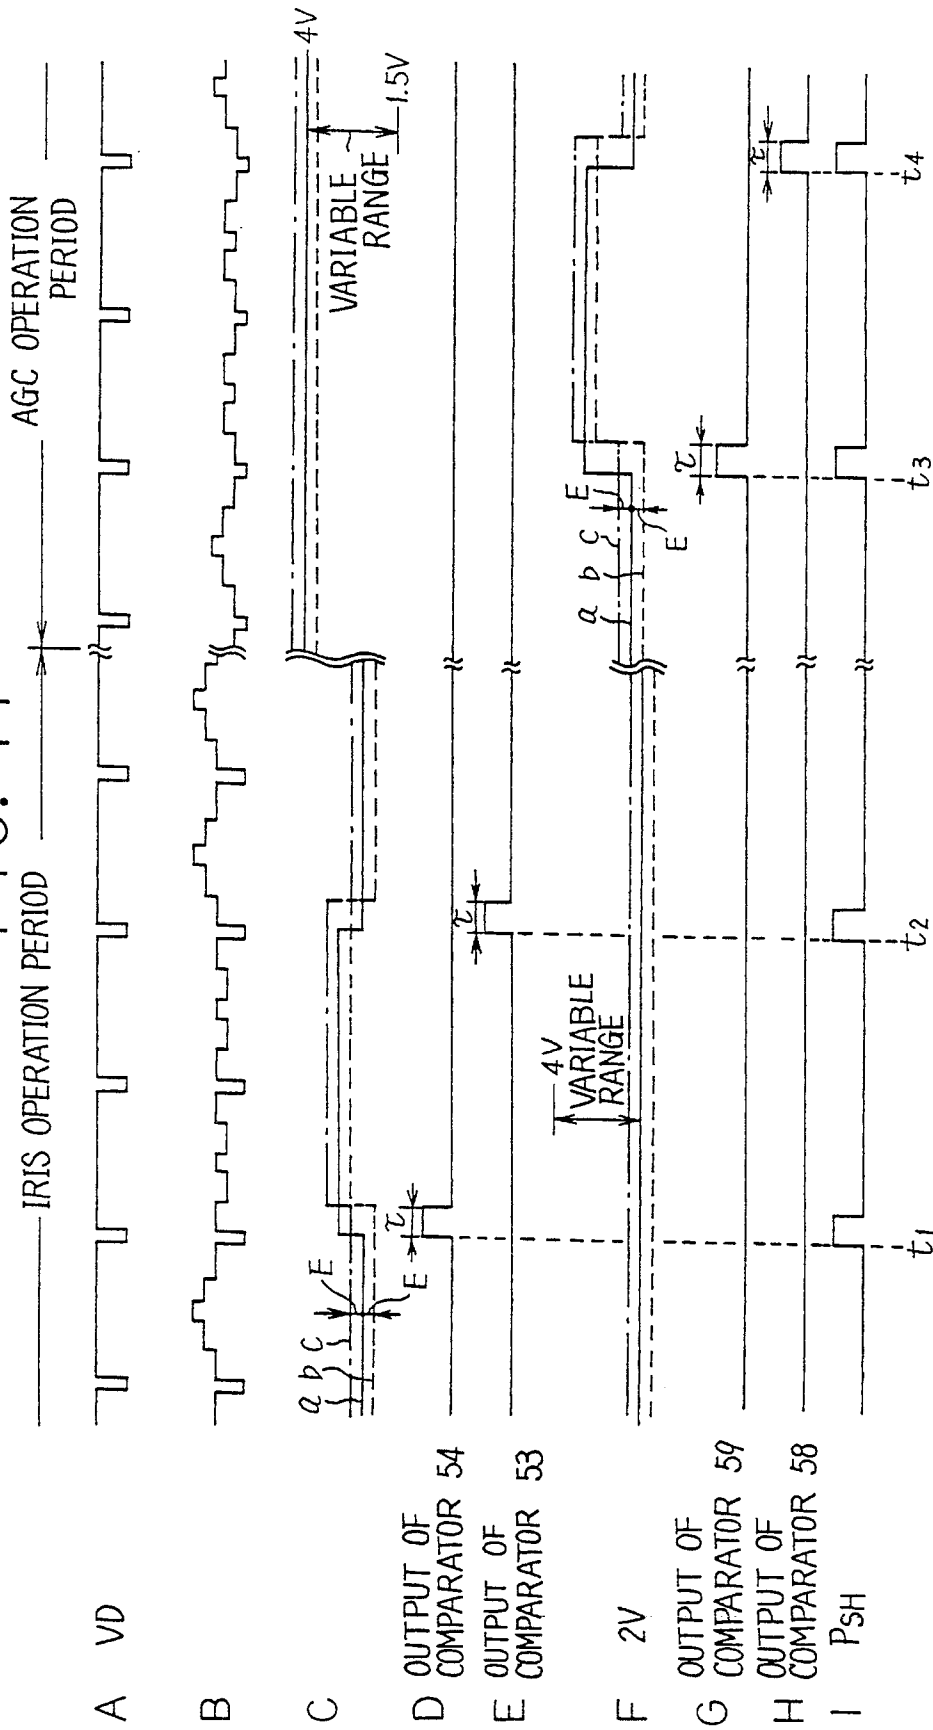 IRIS OPERATION PERIOD
AGC OPERATION
PERIOD
A VD
B
C
a b c
E
E
4V
VARIABLE
RANGE
1.5V
D OUTPUT OF
COMPARATOR 54
τ
E OUTPUT OF
COMPARATOR 53
τ
F 2V
4V
VARIABLE
RANGE
a b c
E
E
G OUTPUT OF
COMPARATOR 59
τ
H OUTPUT OF
COMPARATOR 58
τ
I PSH
t1
t2
t3
t4